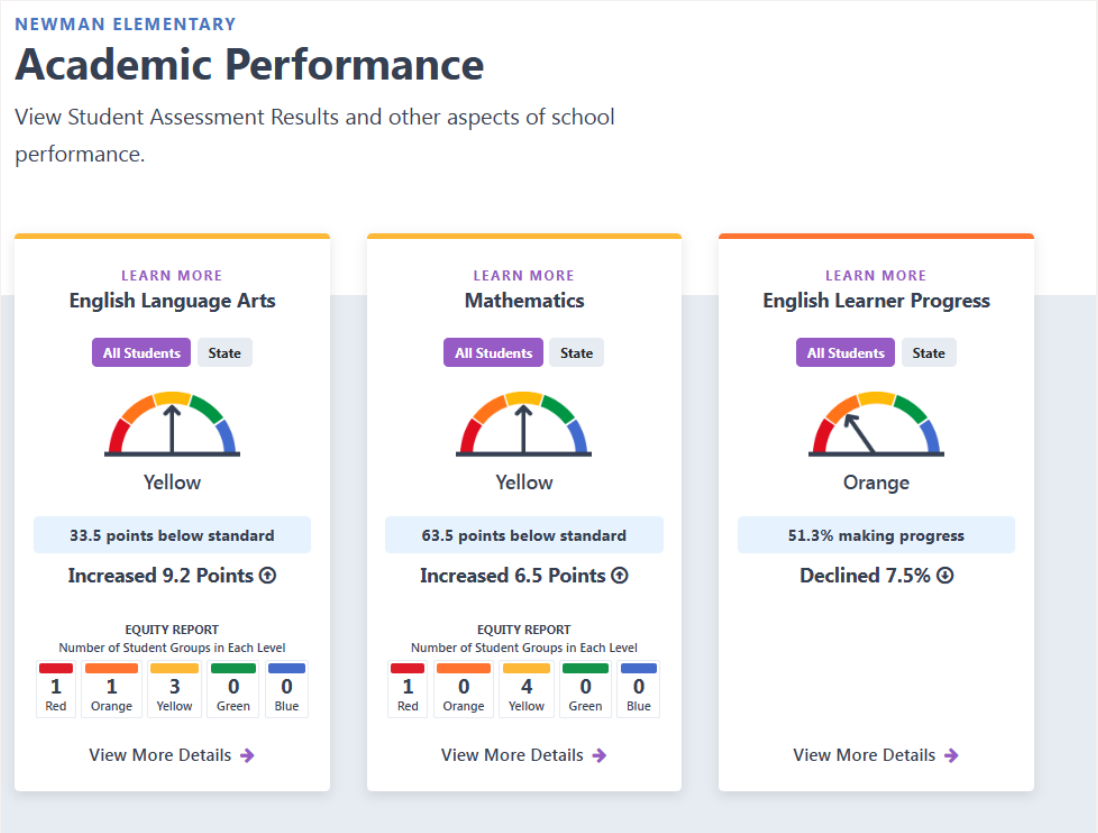 NEWMAN ELEMENTARY
Academic Performance
View Student Assessment Results and other aspects of school
performance.
LEARN MORE
English Language Arts
All Students State
Yellow
33.5 points below standard
Increased 9.2 Points
EQUITY REPORT
Number of Student Groups in Each Level
1 1 3 0 0
Red Orange Yellow Green Blue
View More Details
LEARN MORE
Mathematics
All Students State
Yellow
63.5 points below standard
Increased 6.5 Points
EQUITY REPORT
Number of Student Groups in Each Level
1 0 4 0 0
Red Orange Yellow Green Blue
View More Details
LEARN MORE
English Learner Progress
All Students State
Orange
51.3% making progress
Declined 7.5%
View More Details